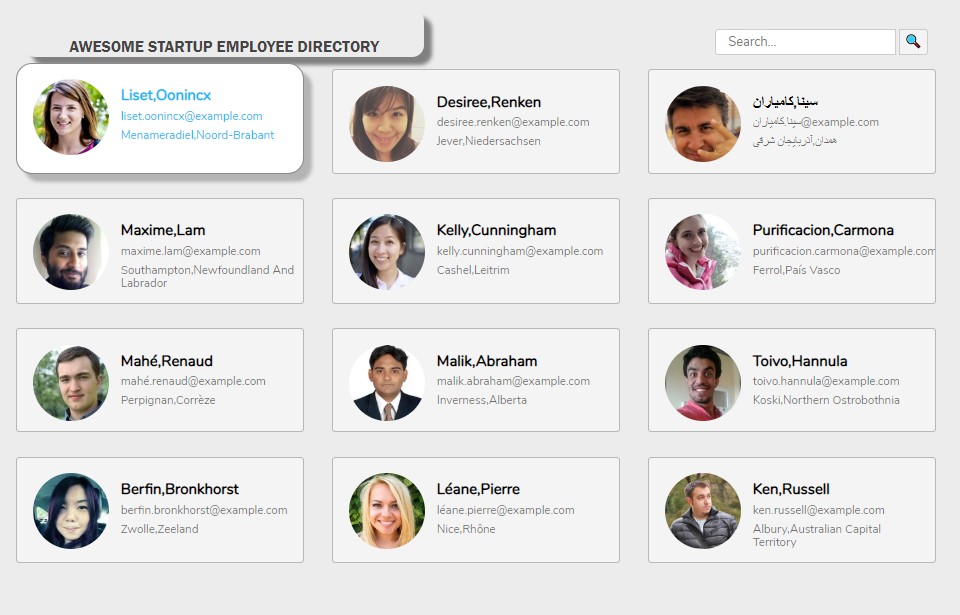 AWESOME STARTUP EMPLOYEE DIRECTORY
Search...
Liset,Oonincx
liset.oonincx@example.com
Menameradiel,Noord-Brabant
Desiree,Renken
desiree.renken@example.com
Jever,Niedersachsen
سینا,کامیاران
سینا.کامیاران@example.com
همدان,آذربایجان شرقی
Maxime,Lam
maxime.lam@example.com
Southampton,Newfoundland And
Labrador
Kelly,Cunningham
kelly.cunningham@example.com
Cashel,Leitrim
Purificacion,Carmona
purificacion.carmona@example.com
Ferrol,País Vasco
Mahé,Renaud
mahé.renaud@example.com
Perpignan,Corrèze
Malik,Abraham
malik.abraham@example.com
Inverness,Alberta
Toivo,Hannula
toivo.hannula@example.com
Koski,Northern Ostrobothnia
Berfin,Bronkhorst
berfin.bronkhorst@example.com
Zwolle,Zeeland
Léane,Pierre
léane.pierre@example.com
Nice,Rhône
Ken,Russell
ken.russell@example.com
Albury,Australian Capital
Territory